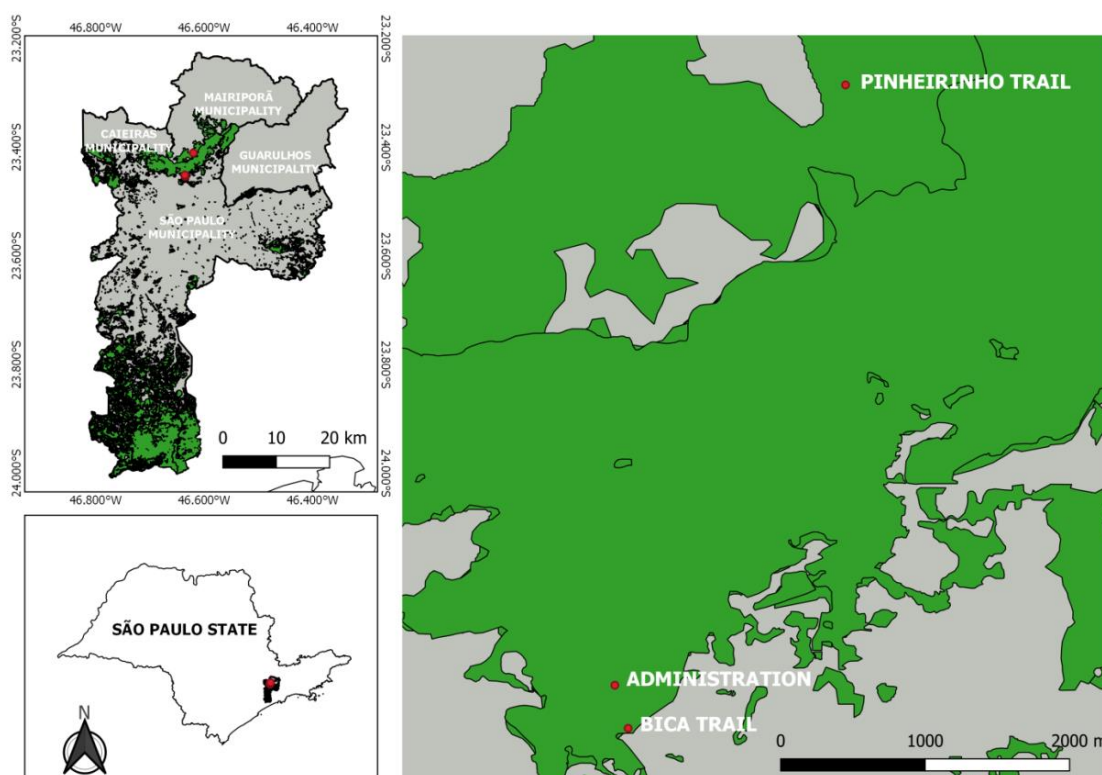 46.800°W 46.600°W 46.400°W
23.200°S
23.400°S
23.600°S
23.800°S
24.000°S
23.200°S
23.400°S
23.600°S
23.800°S
24.000°S
MAIRIPORÃ
MUNICIPALITY
CAIEIRAS
MUNICIPALITY
GUARULHOS
MUNICIPALITY
SÃO PAULO
MUNICIPALITY
0 10 20 km
46.800°W 46.600°W 46.400°W
SÃO PAULO STATE
N
PINHEIRINHO TRAIL
ADMINISTRATION
BICA TRAIL
0 1000 2000 m